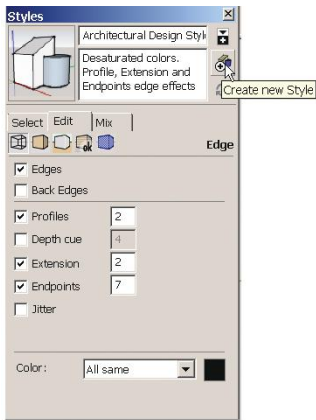 Styles
Architectural Design Style
Desaturated colors.
Profile, Extension and
Endpoints edge effects
Create new Style
Select Edit Mix
Edge
Edges
Back Edges
Profiles 2
Depth cue 4
Extension 2
Endpoints 7
Jitter
Color: All same